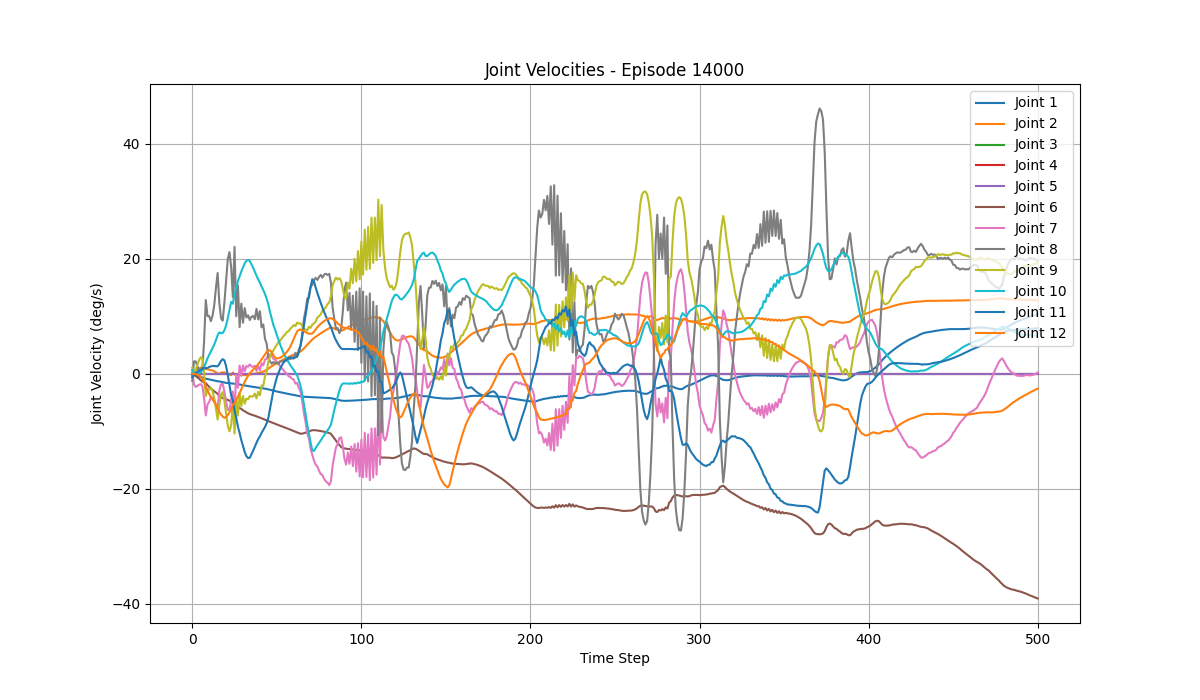 Joint Velocities - Episode 14000
Joint Velocity (deg/s)
40
20
0
−20
−40
0
100
200
300
400
500
Time Step
Joint 1
Joint 2
Joint 3
Joint 4
Joint 5
Joint 6
Joint 7
Joint 8
Joint 9
Joint 10
Joint 11
Joint 12